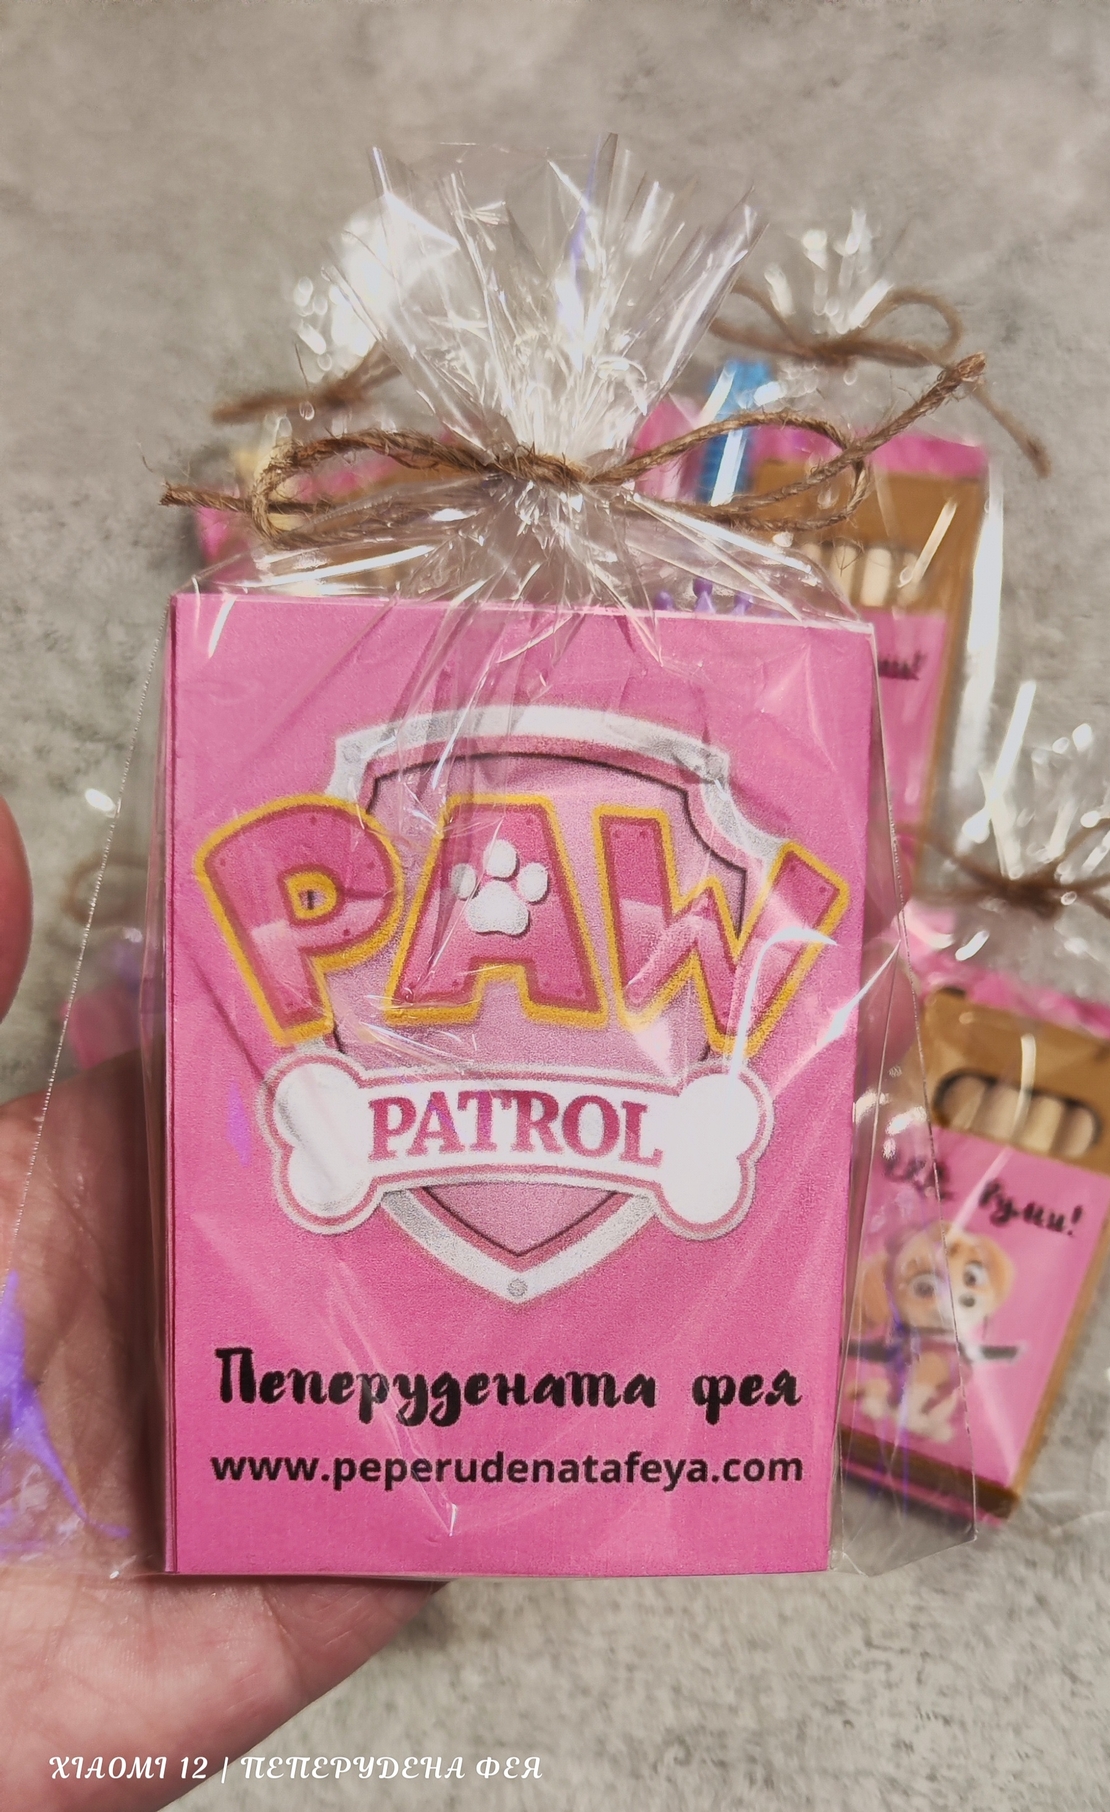 PAW
PATROL
Пеперудената фея
www.peperudenatafeya.com
XIAOMI 12 | ПЕПЕРУДЕНА ФЕЯ